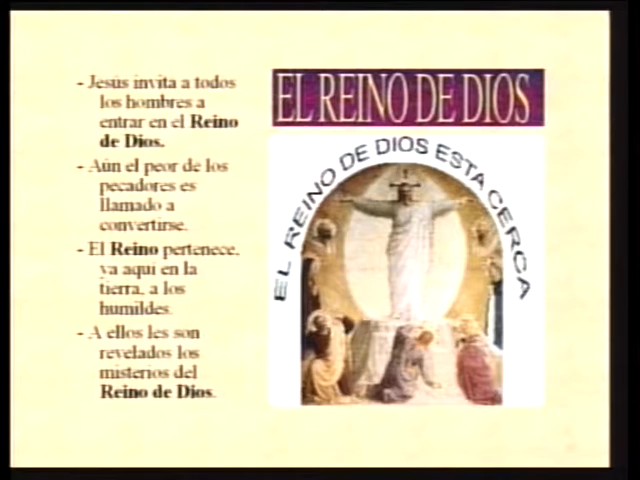 - Jesús invita a todos
los hombres a
entrar en el Reino
de Dios.
- Aún el peor de los
pecadores es
llamado a
convertirse.
- El Reino pertenece,
ya aquí en la
tierra, a los
humildes.
- A ellos les son
revelados los
misterios del
Reino de Dios.
EL REINO DE DIOS
EL REINO DE DIOS ESTA CERCA